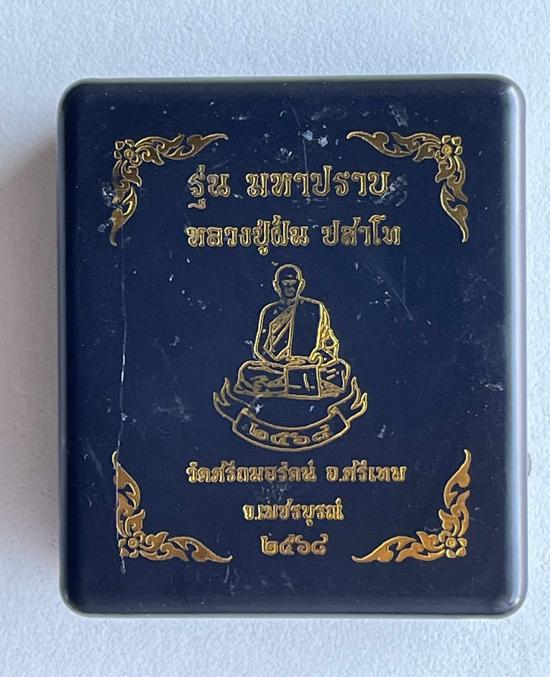 รุ่น มหาปราบ
หลวงปู่ฝั้น ปสาโท
๒๕๖๘
วัดศรีถมอรัตน์ อ.ศรีเทพ
จ.เพชรบูรณ์
๒๕๖๘